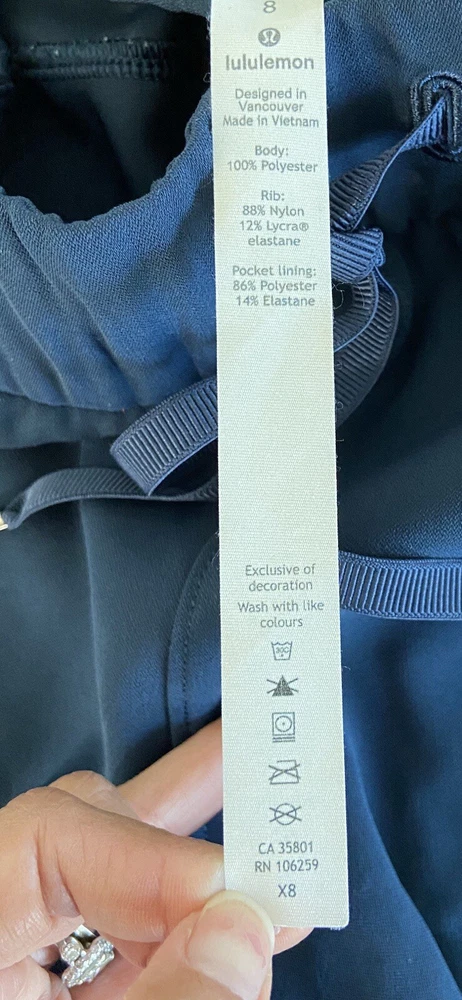 8
lululemon
Designed in
Vancouver
Made in Vietnam
Body:
100% Polyester
Rib:
88% Nylon
12% Lycra®
elastane
Pocket lining:
86% Polyester
14% Elastane
Exclusive of
decoration
Wash with like
colours
30C
CA 35801
RN 106259
X8